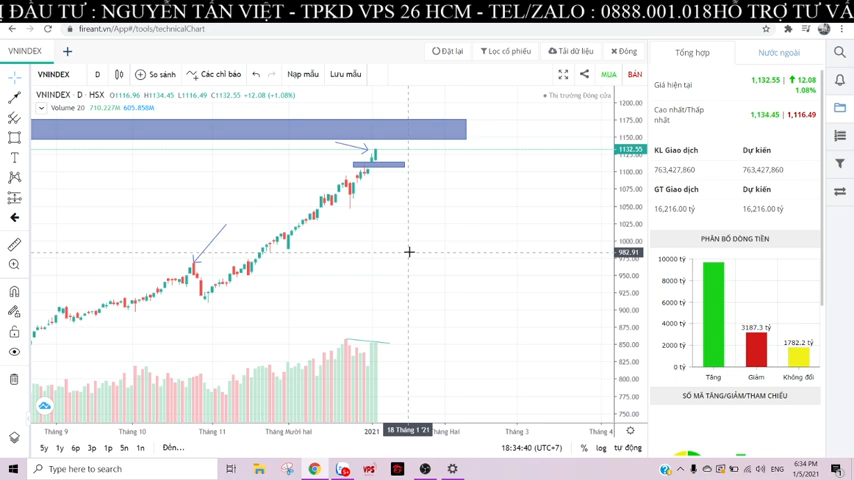 Ị ĐẦU TƯ : NGUYỄN TẤN VIỆT - TPKD VPS 26 HCM - TEL/ZALO : 0888.001.018HỖ TRỢ TƯ VẤ
fireant.vn/App#/tools/technicalChart
VNINDEX
Đặt lại
Lọc cổ phiếu
Tải dữ liệu
Đóng
Tổng hợp
Nước ngoài
VNINDEX D So sánh Các chỉ báo Nạp mẫu Lưu mẫu MUA BÁN
VNINDEX · D · HSX O1116.96 H1134.45 L1116.49 C1132.55 +12.08 (+1.08%)
Thị trường Đóng cửa
Volume 20 710.227M 605.858M
1200.00
1175.00
1150.00
1132.55
1125.00
1100.00
1075.00
1050.00
1025.00
1000.00
982.91
975.00
950.00
925.00
900.00
875.00
850.00
825.00
800.00
775.00
750.00
Tháng 9 Tháng 10 Tháng 11 Tháng Mười hai 2021 18 Tháng 1 '21 Tháng Hai Tháng 3 Tháng 4
5y 1y 6p 3p 1p 5n 1n Đến... 18:34:40 (UTC+7) % log tự động
Giá hiện tại 1,132.55 | 12.08
1.08%
Cao nhất/Thấp nhất 1,134.45 | 1,116.49
KL Giao dịch Dự kiến
763,427,860 763,427,860
GT Giao dịch Dự kiến
16,216.00 tỷ 16,216.00 tỷ
PHÂN BỔ DÒNG TIỀN
10000 tỷ
8000 tỷ
6000 tỷ
4000 tỷ
2000 tỷ
0 tỷ
3187.3 tỷ
1782.2 tỷ
Tăng Giảm Không đổi
SỐ MÃ TĂNG/GIẢM/THAM CHIẾU
Type here to search
VPS
6:34 PM
1/5/2021